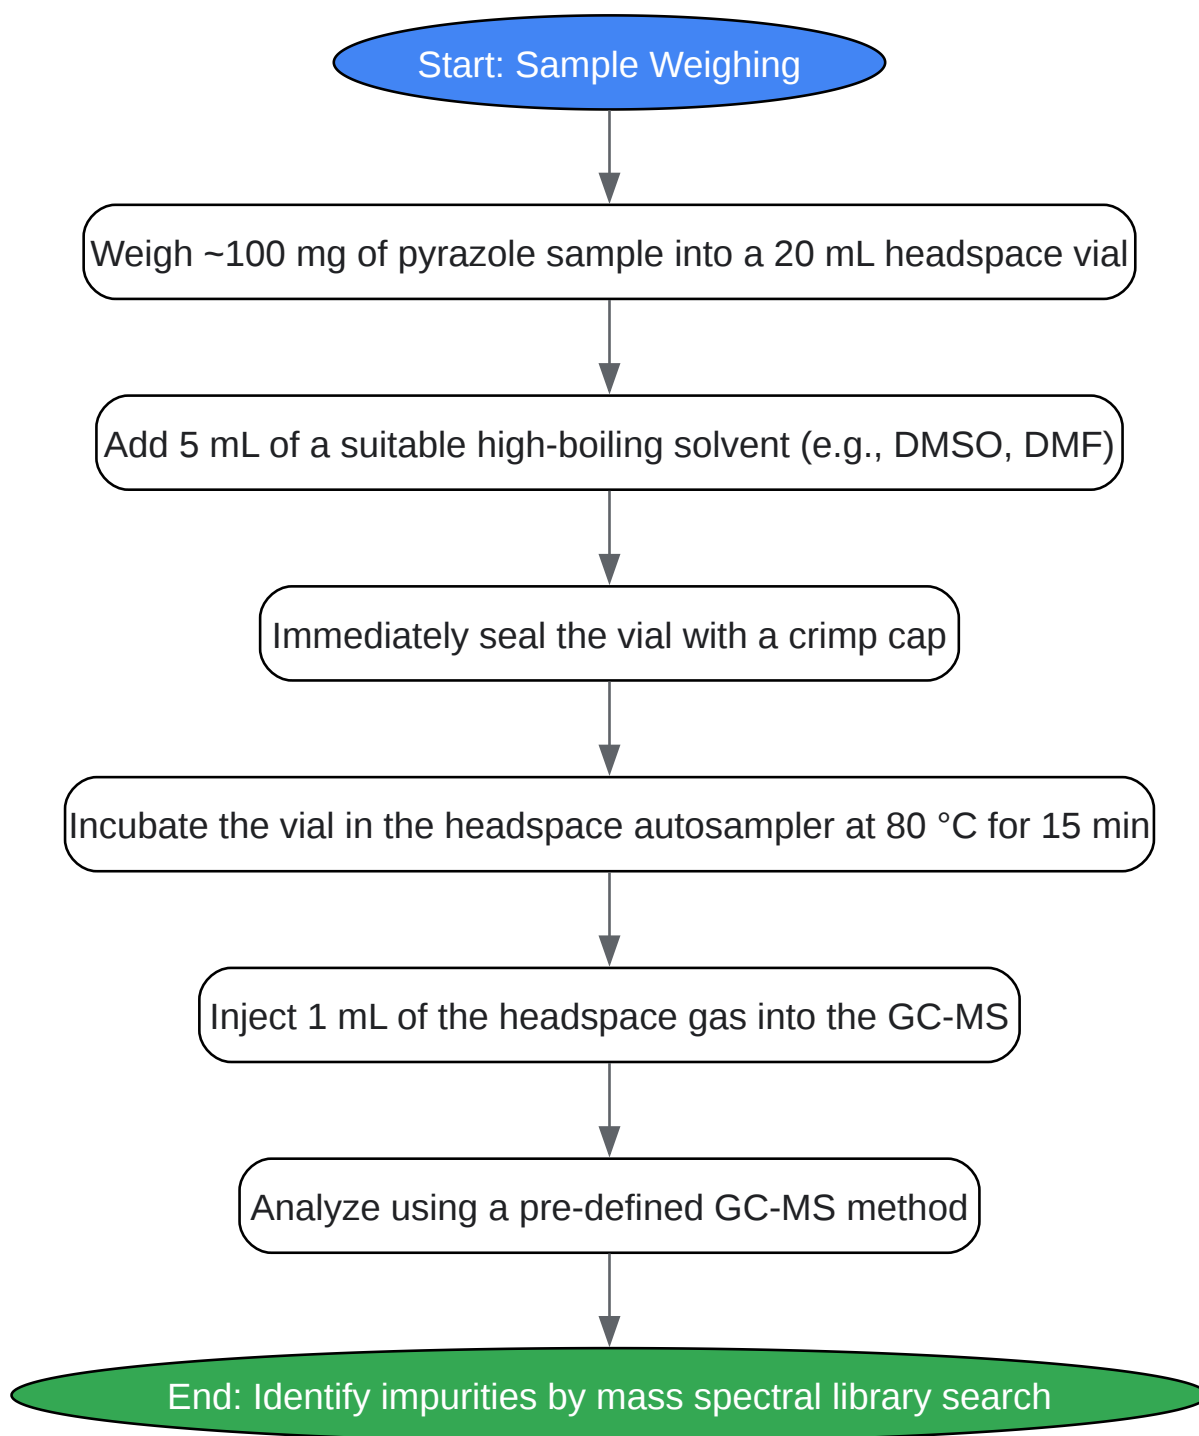 Start: Sample Weighing
Weigh ~100 mg of pyrazole sample into a 20 mL headspace vial
Add 5 mL of a suitable high-boiling solvent (e.g., DMSO, DMF)
Immediately seal the vial with a crimp cap
Incubate the vial in the headspace autosampler at 80 °C for 15 min
Inject 1 mL of the headspace gas into the GC-MS
Analyze using a pre-defined GC-MS method
End: Identify impurities by mass spectral library search